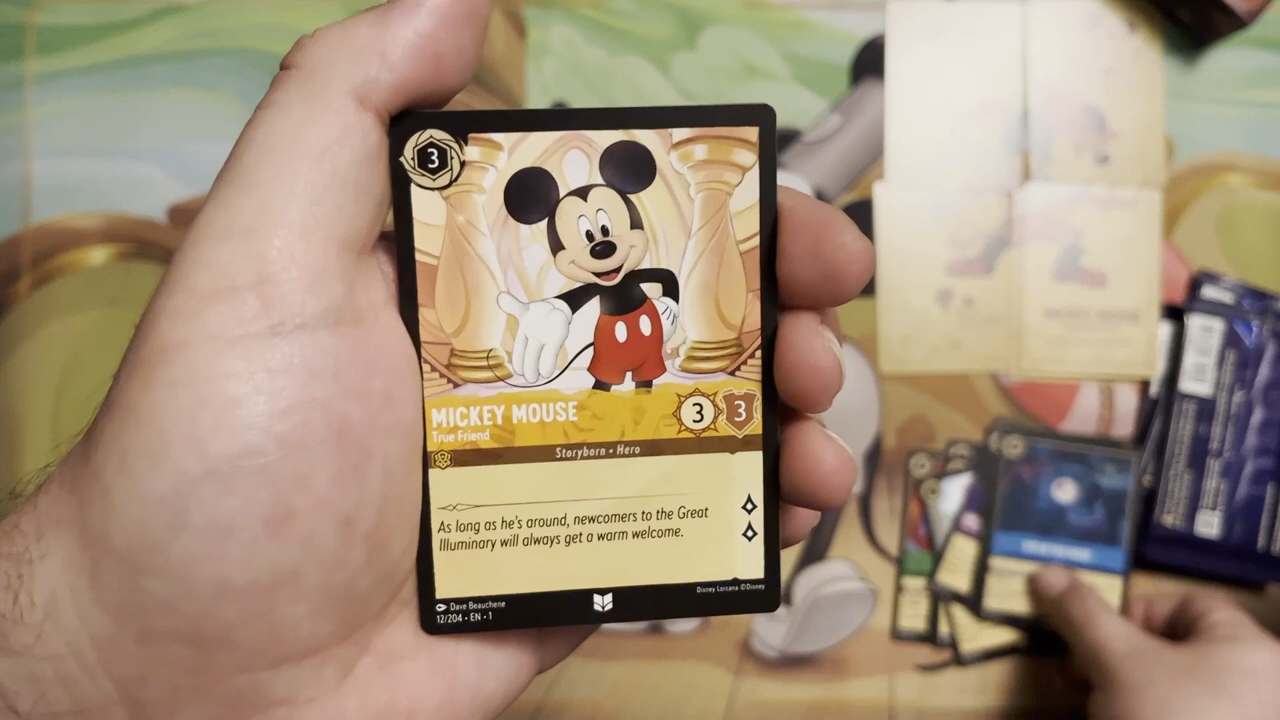 3
MICKEY MOUSE
True Friend
3
3
Storyborn • Hero
As long as he's around, newcomers to the Great
Illuminary will always get a warm welcome.
Dave Beauchene
12/204 • EN • 1
Disney Lorcana ©Disney